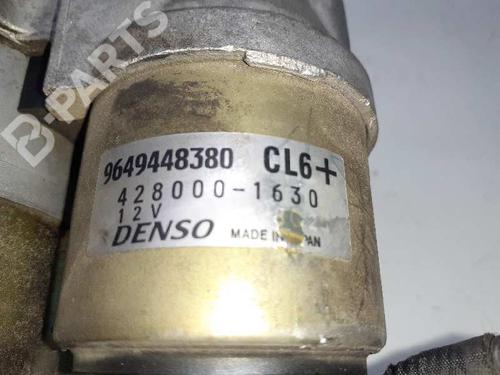 B-PARTS
9649448380 CL6+
428000-1630
12V
DENSO MADE IN JAPAN